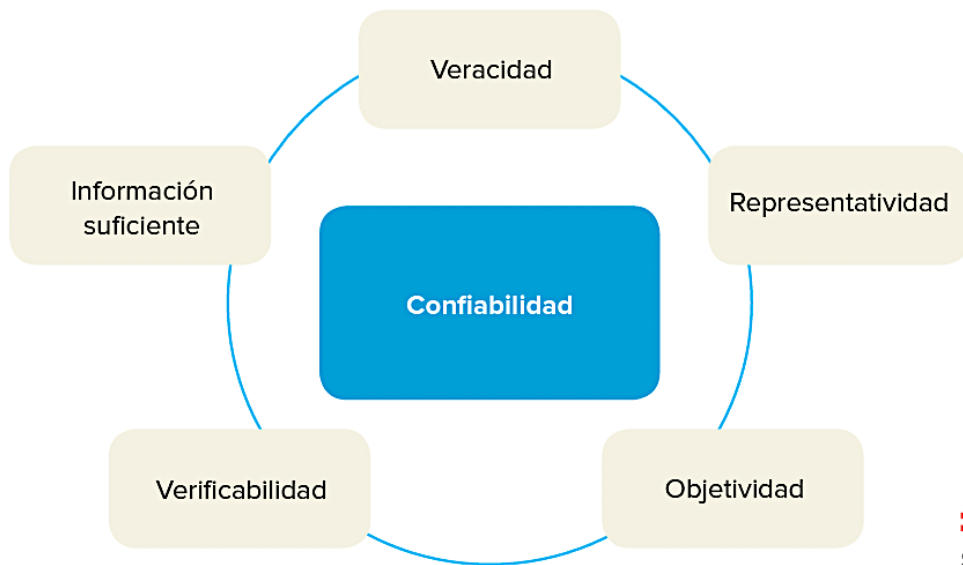 Veracidad
Información
suficiente
Representatividad
Confiabilidad
Verificabilidad
Objetividad